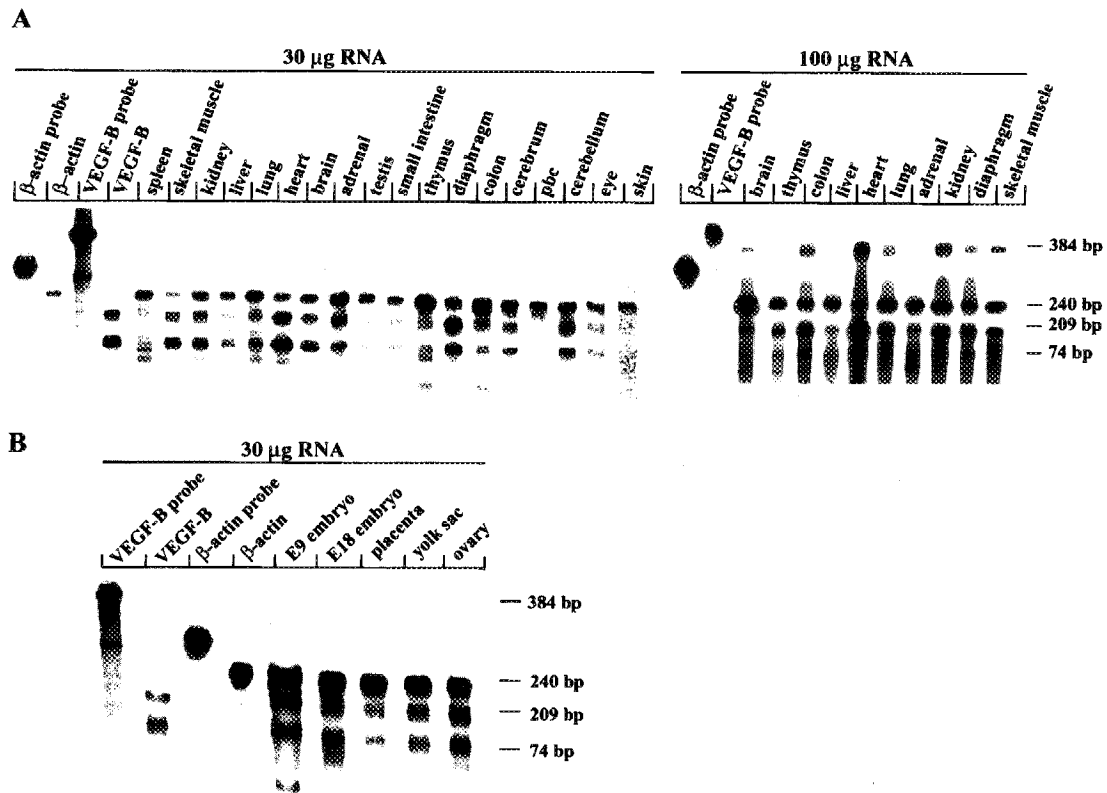 A
30 µg RNA
β-actin probe
β-actin
VEGF-B probe
VEGF-B
spleen
skeletal muscle
kidney
liver
lung
heart
brain
adrenal
testis
small intestine
thymus
diaphragm
colon
cerebrum
pbc
cerebellum
eye
skin
100 µg RNA
β-actin probe
VEGF-B probe
brain
thymus
colon
liver
heart
lung
adrenal
kidney
diaphragm
skeletal muscle
384 bp
240 bp
209 bp
74 bp
B
30 µg RNA
VEGF-B probe
VEGF-B
β-actin probe
β-actin
E9 embryo
E18 embryo
placenta
yolk sac
ovary
384 bp
240 bp
209 bp
74 bp